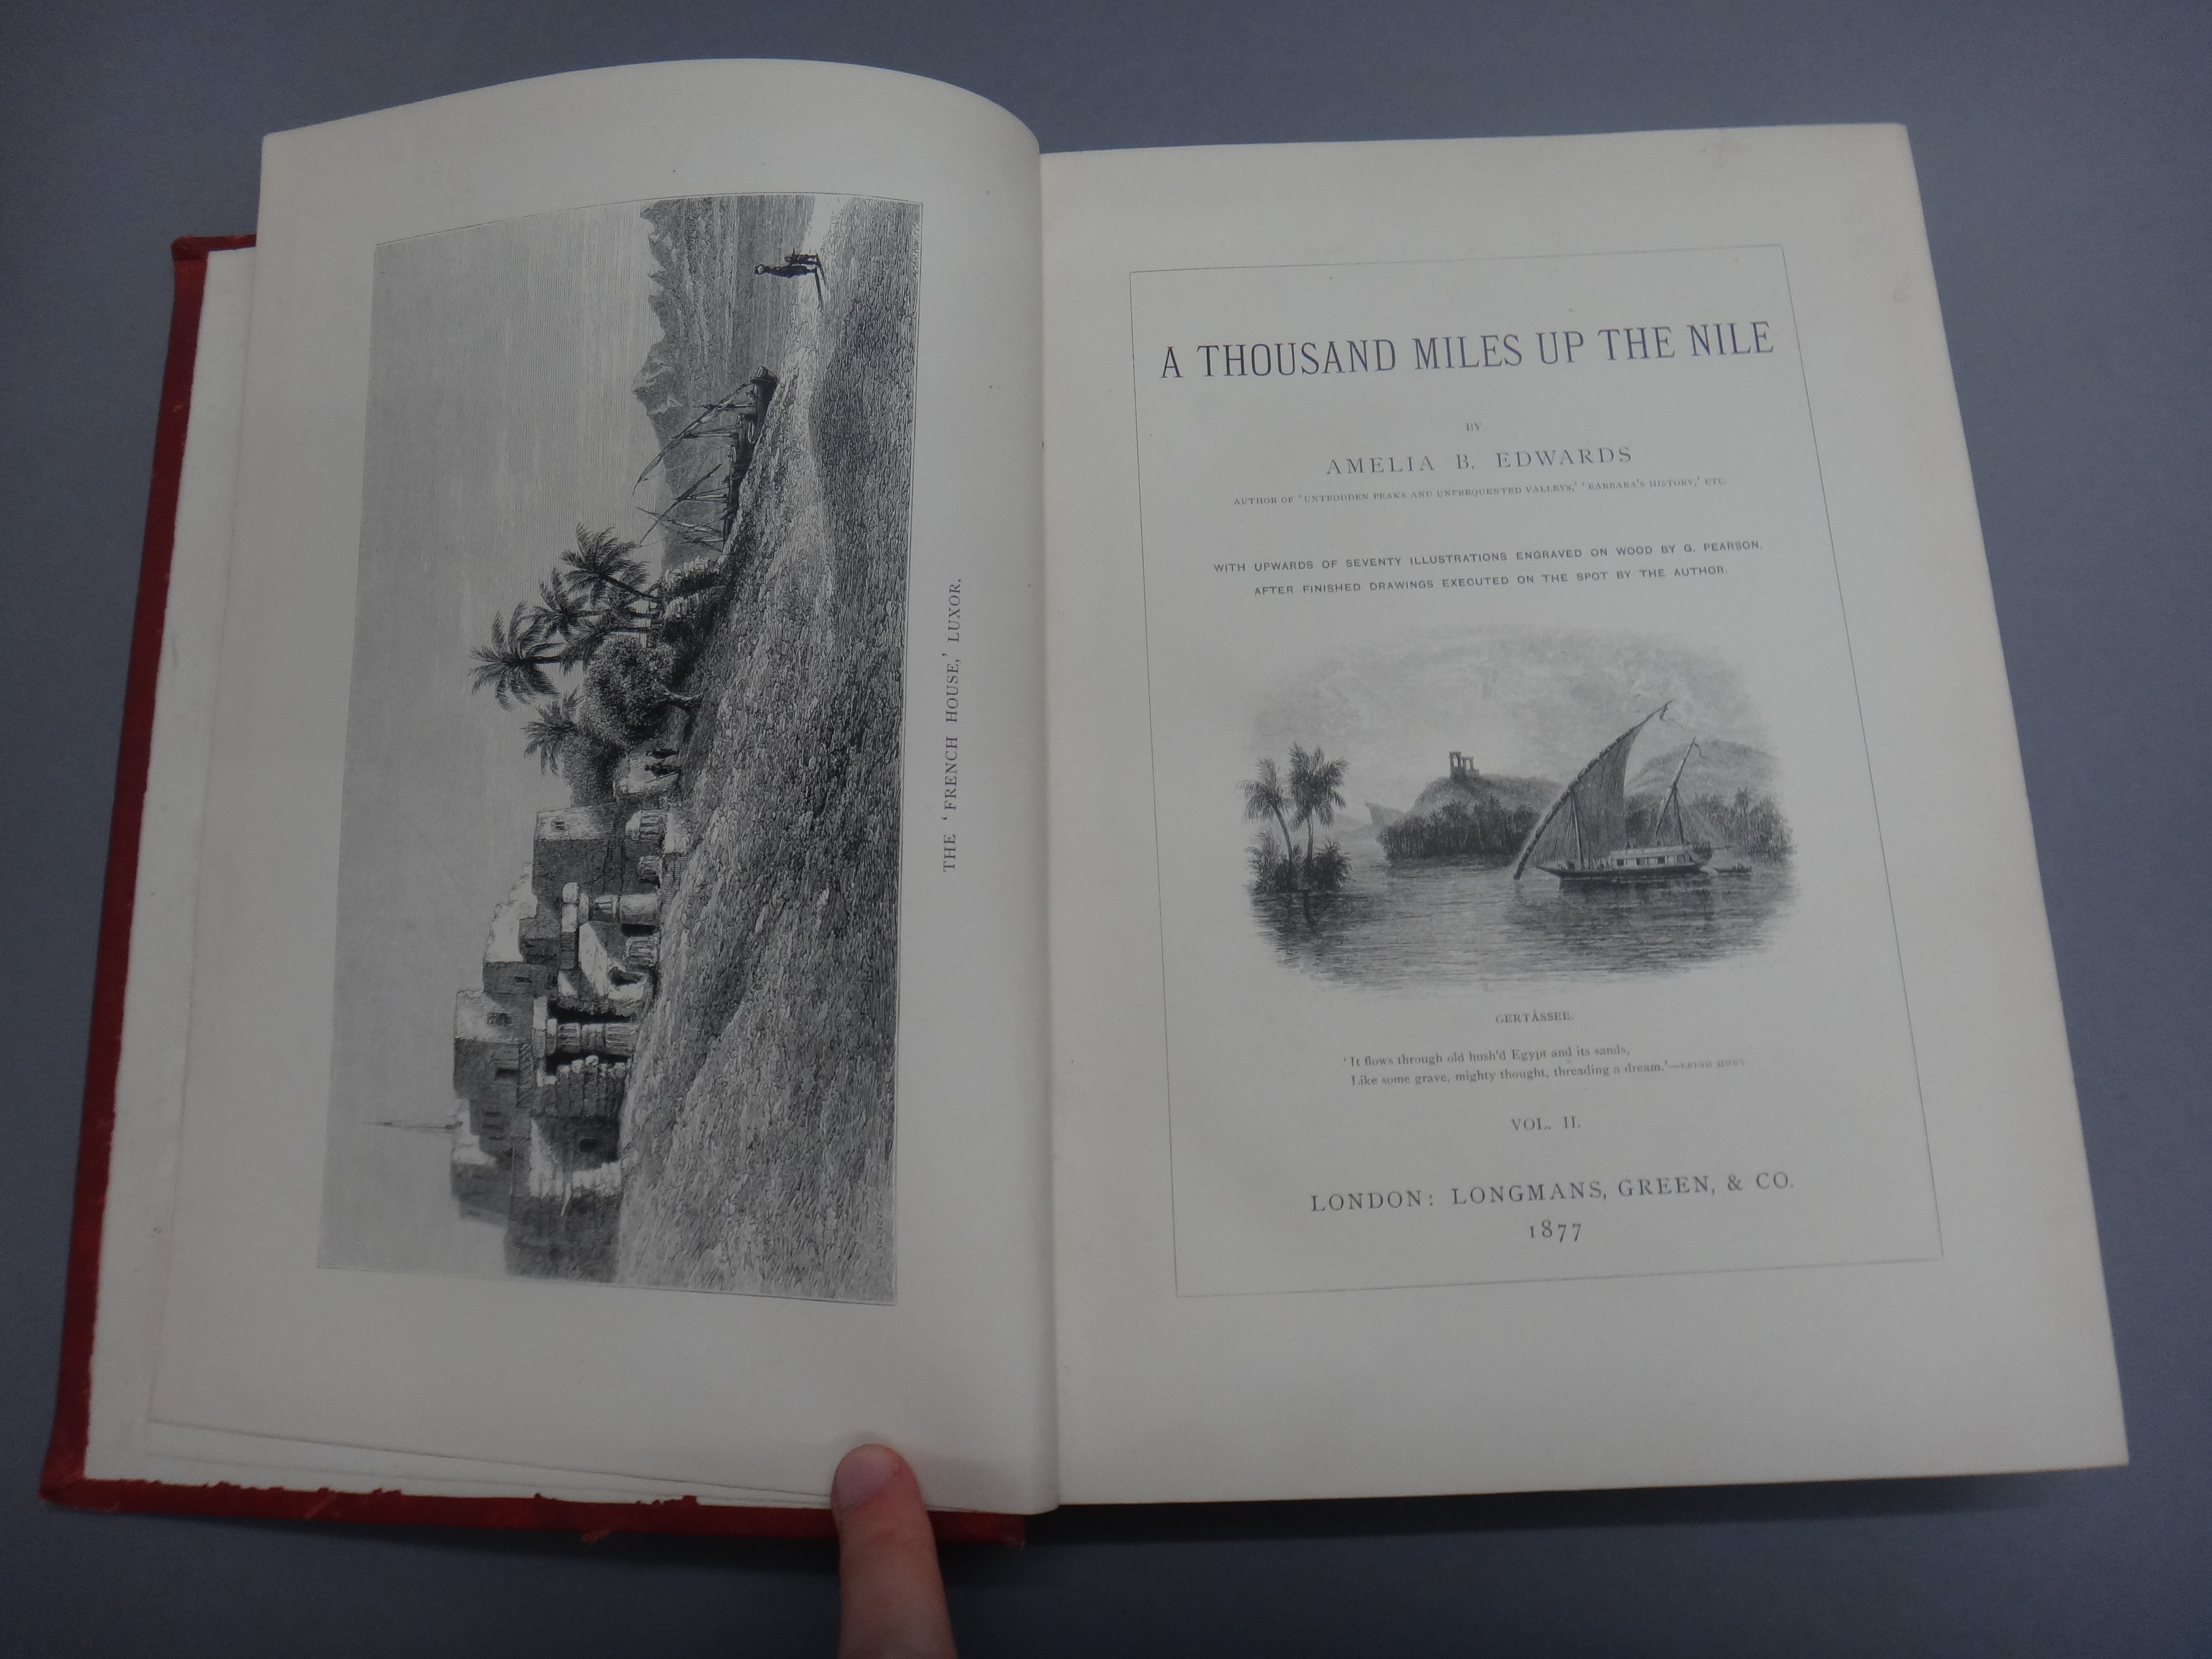 THE 'FRENCH HOUSE,' LUXOR.
A THOUSAND MILES UP THE NILE
BY
AMELIA B. EDWARDS
AUTHOR OF 'UNTRODDEN PEAKS AND UNFREQUENTED VALLEYS,' 'BARBARA'S HISTORY,' ETC.
WITH UPWARDS OF SEVENTY ILLUSTRATIONS ENGRAVED ON WOOD BY G. PEARSON,
AFTER FINISHED DRAWINGS EXECUTED ON THE SPOT BY THE AUTHOR.
GERTÁSSEE.
'It flows through old hush'd Egypt and its sands,
Like some grave, mighty thought, threading a dream.'—LEIGH HUNT.
VOL. II.
LONDON: LONGMANS, GREEN, & CO.
1877